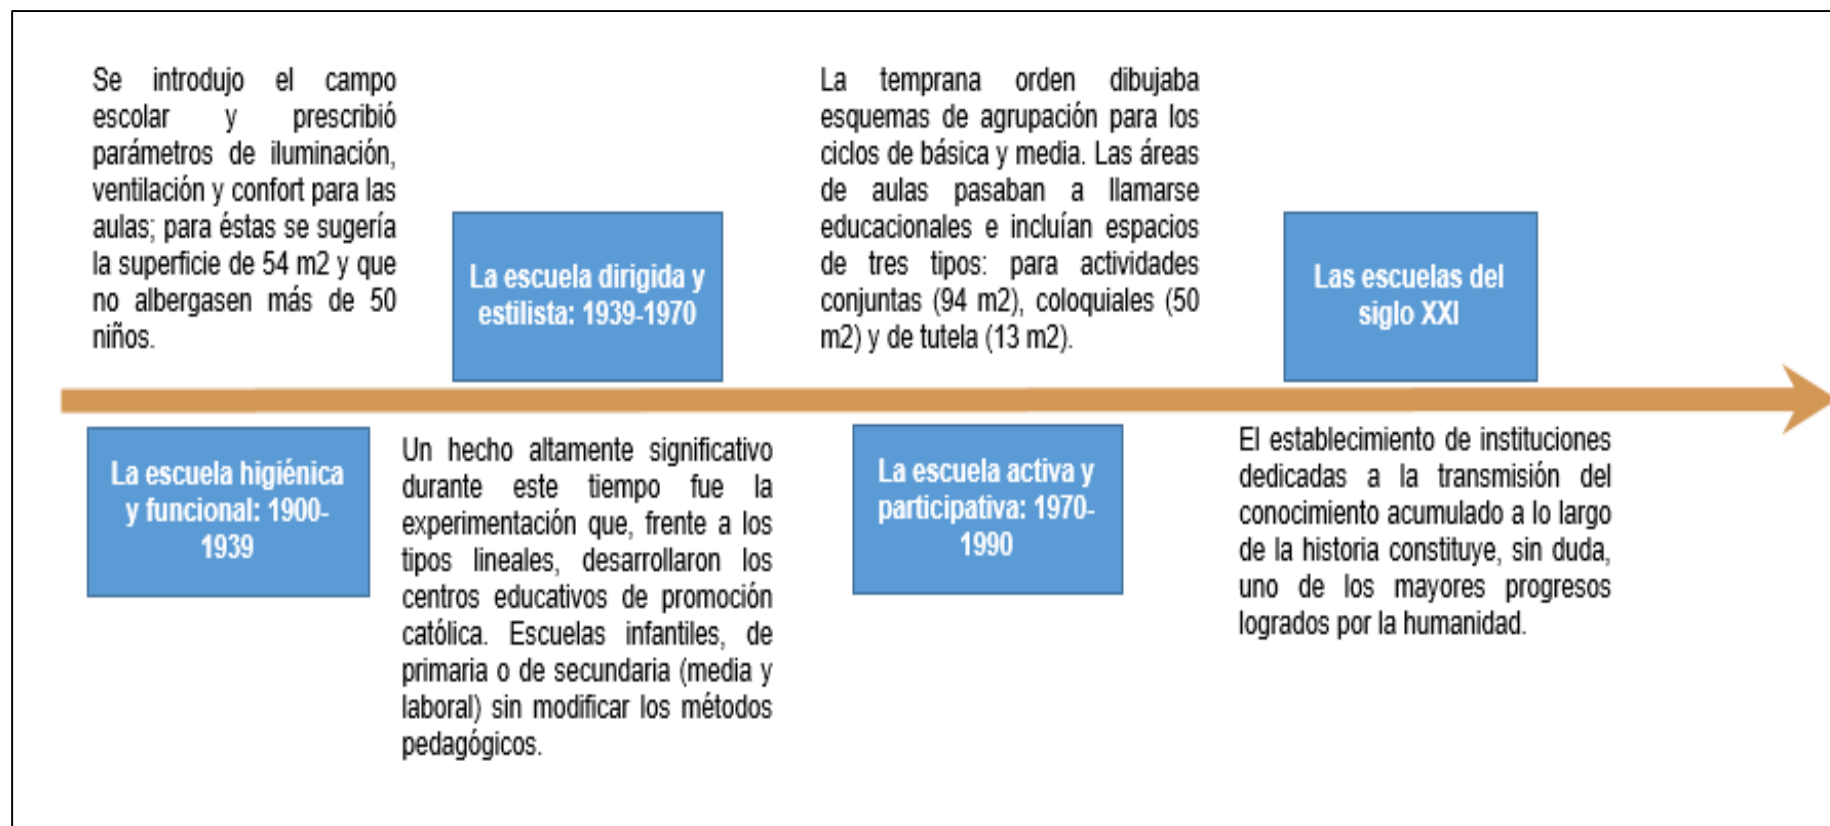 Se introdujo el campo
escolar y prescribió
parámetros de iluminación,
ventilación y confort para las
aulas; para éstas se sugería
la superficie de 54 m2 y que
no albergasen más de 50
niños.
La escuela higiénica
y funcional: 1900-
1939
La escuela dirigida y
estilista: 1939-1970
Un hecho altamente significativo
durante este tiempo fue la
experimentación que, frente a los
tipos lineales, desarrollaron los
centros educativos de promoción
católica. Escuelas infantiles, de
primaria o de secundaria (media y
laboral) sin modificar los métodos
pedagógicos.
La temprana orden dibujaba
esquemas de agrupación para los
ciclos de básica y media. Las áreas
de aulas pasaban a llamarse
educacionales e incluían espacios
de tres tipos: para actividades
conjuntas (94 m2), coloquiales (50
m2) y de tutela (13 m2).
La escuela activa y
participativa: 1970-
1990
Las escuelas del
siglo XXI
El establecimiento de instituciones
dedicadas a la transmisión del
conocimiento acumulado a lo largo
de la historia constituye, sin duda,
uno de los mayores progresos
logrados por la humanidad.